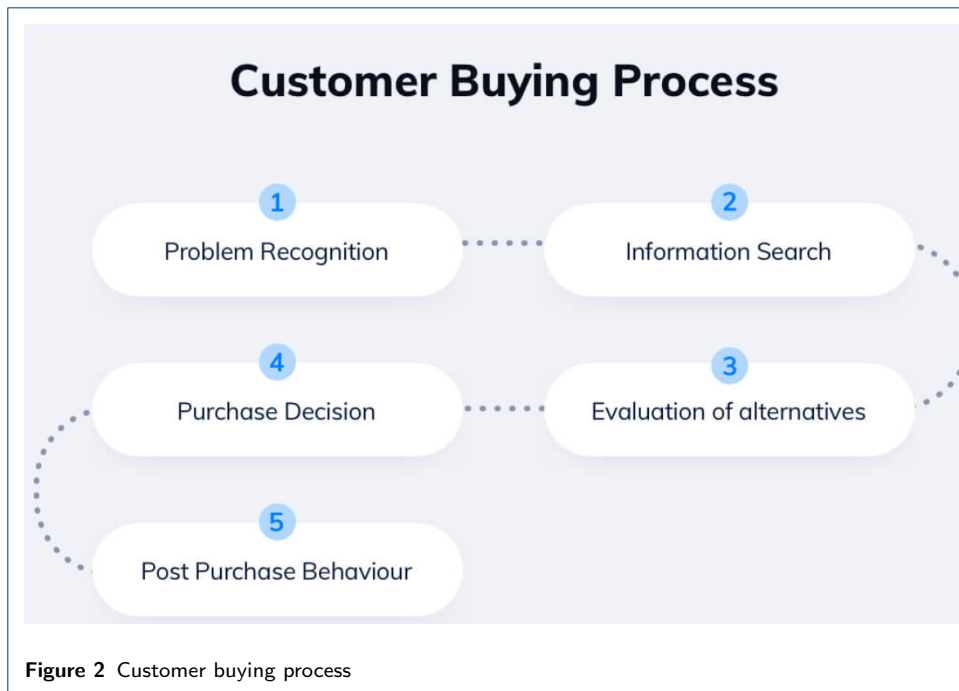 Customer Buying Process
1
Problem Recognition
2
Information Search
3
Evaluation of alternatives
4
Purchase Decision
5
Post Purchase Behaviour
Figure 2 Customer buying process